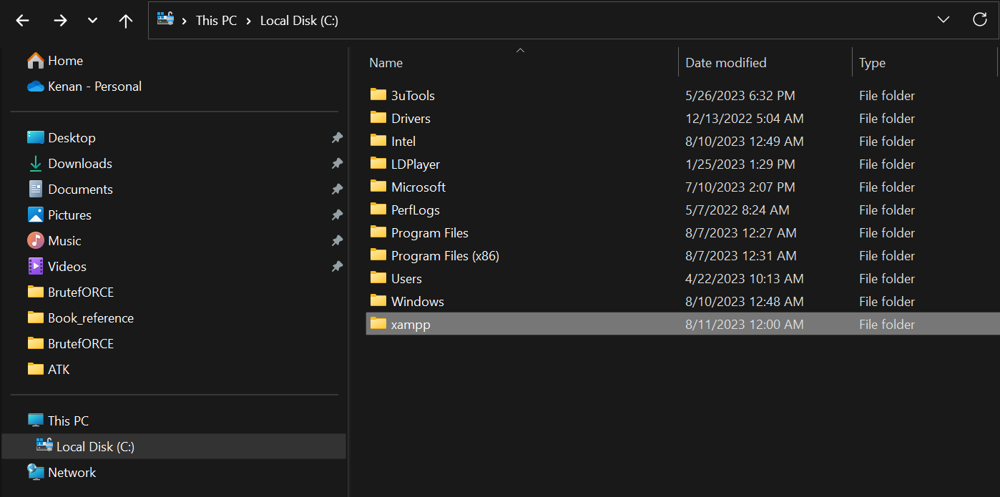 This PC > Local Disk (C:)
Home
Kenan - Personal
Desktop
Downloads
Documents
Pictures
Music
Videos
BrutefORCE
Book_reference
BrutefORCE
ATK
This PC
Local Disk (C:)
Network
Name Date modified Type
3uTools 5/26/2023 6:32 PM File folder
Drivers 12/13/2022 5:04 AM File folder
Intel 8/10/2023 12:49 AM File folder
LDPlayer 1/25/2023 1:29 PM File folder
Microsoft 7/10/2023 2:07 PM File folder
PerfLogs 5/7/2022 8:24 AM File folder
Program Files 8/7/2023 12:27 AM File folder
Program Files (x86) 8/7/2023 12:31 AM File folder
Users 4/22/2023 10:13 AM File folder
Windows 8/10/2023 12:48 AM File folder
xampp 8/11/2023 12:00 AM File folder